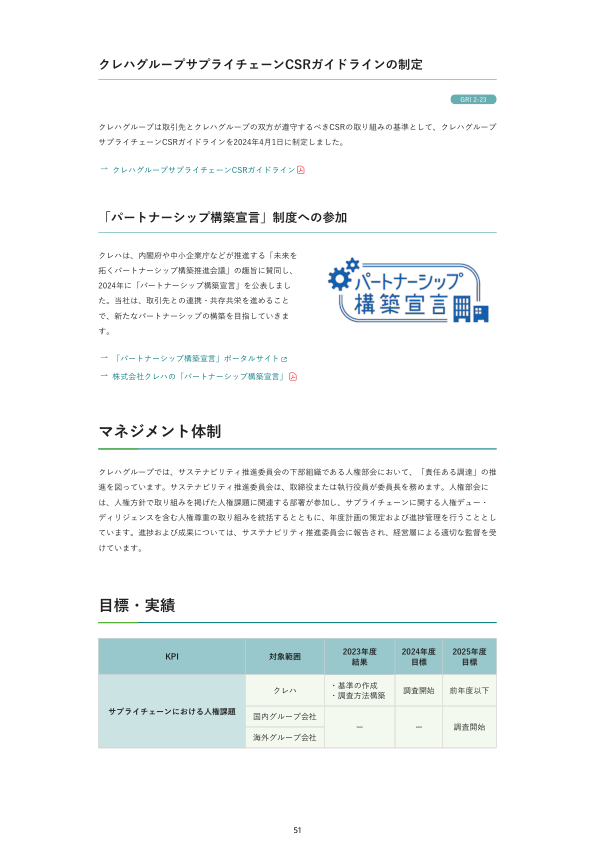 クレハグループサプライチェーンCSRガイドラインの制定
GRI 2-23
クレハグループは取引先とクレハグループの双方が遵守するべきCSRの取り組みの基準として、クレハグループ
サプライチェーンCSRガイドラインを2024年4月1日に制定しました。
→ クレハグループサプライチェーンCSRガイドライン
「パートナーシップ構築宣言」制度への参加
クレハは、内閣府や中小企業庁などが推進する「未来を
拓くパートナーシップ構築推進会議」の趣旨に賛同し、
2024年に「パートナーシップ構築宣言」を公表しまし
た。当社は、取引先との連携・共存共栄を進めること
で、新たなパートナーシップの構築を目指していきま
す。
パートナーシップ
構築宣言
→ 「パートナーシップ構築宣言」ポータルサイト
→ 株式会社クレハの「パートナーシップ構築宣言」
マネジメント体制
クレハグループでは、サステナビリティ推進委員会の下部組織である人権部会において、「責任ある調達」の推
進を図っています。サステナビリティ推進委員会は、取締役または執行役員が委員長を務めます。人権部会に
は、人権方針で取り組みを掲げた人権課題に関連する部署が参加し、サプライチェーンに関する人権デュー・
ディリジェンスを含む人権尊重の取り組みを統括するとともに、年度計画の策定および進捗管理を行うこととし
ています。進捗および成果については、サステナビリティ推進委員会に報告され、経営層による適切な監督を受
けています。
目標・実績
KPI 対象範囲 2023年度 結果 2024年度 目標 2025年度 目標
サプライチェーンにおける人権課題
クレハ ・基準の作成 ・調査方法構築 調査開始 前年度以下
国内グループ会社 ー ー 調査開始
海外グループ会社
51